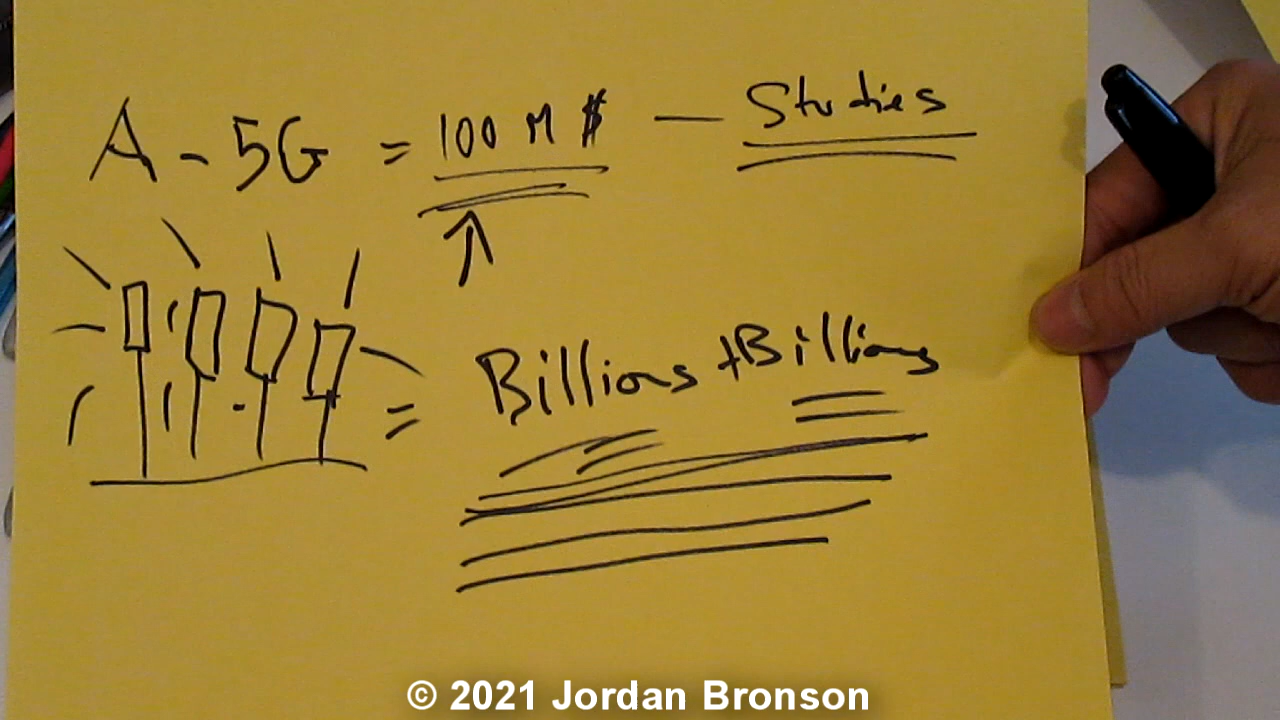 A - 5G = 100 M $ — Studies
= Billions + Billions
© 2021 Jordan Bronson